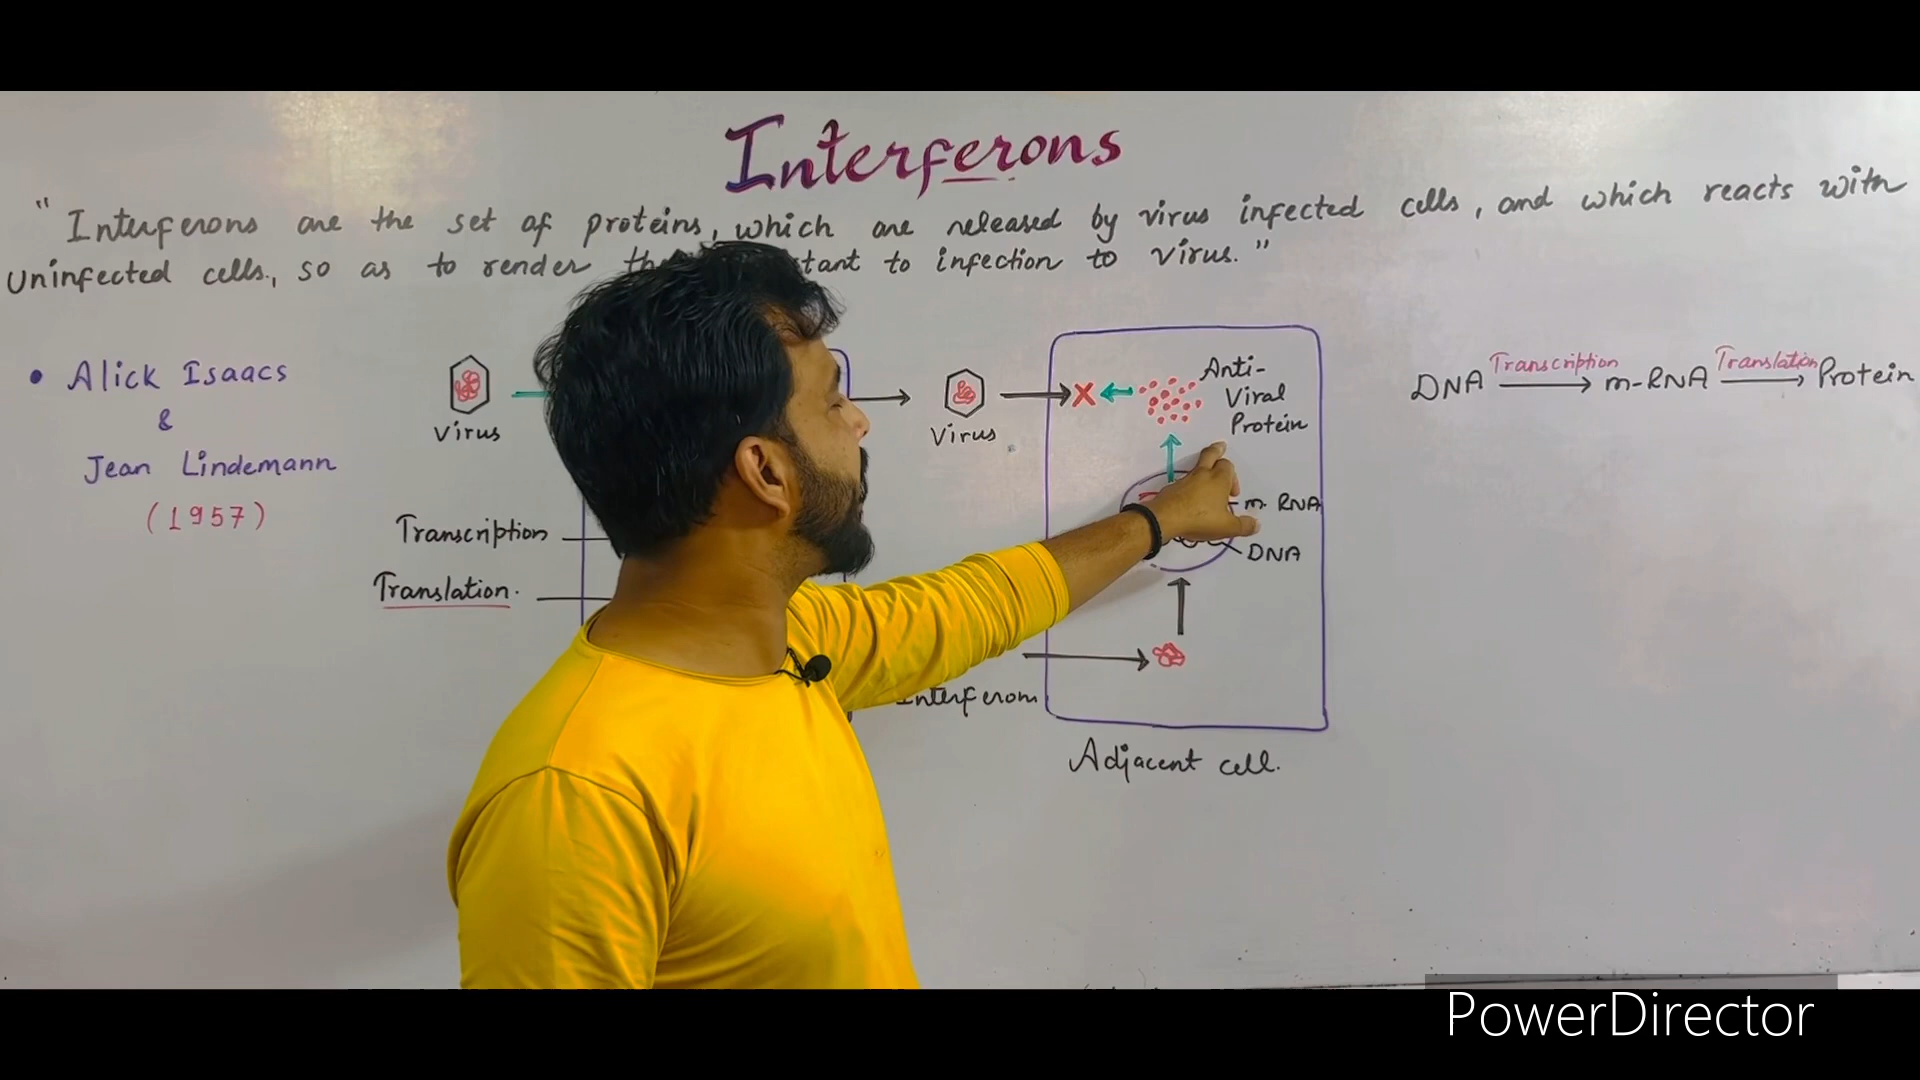 Interferons
"Interferons are the set of proteins, which are released by virus infected cells, and which reacts with
Uninfected cells, so as to render to infection to virus."
• Alick Isaacs
&
Jean Lindemann
(1957)
Virus
Transcription
Translation.
Virus
Anti-
Viral
Protein
m-RNA
DNA
Interferom
Adjacent cell.
DNA Transcription m-RNA Translation Protein
PowerDirector